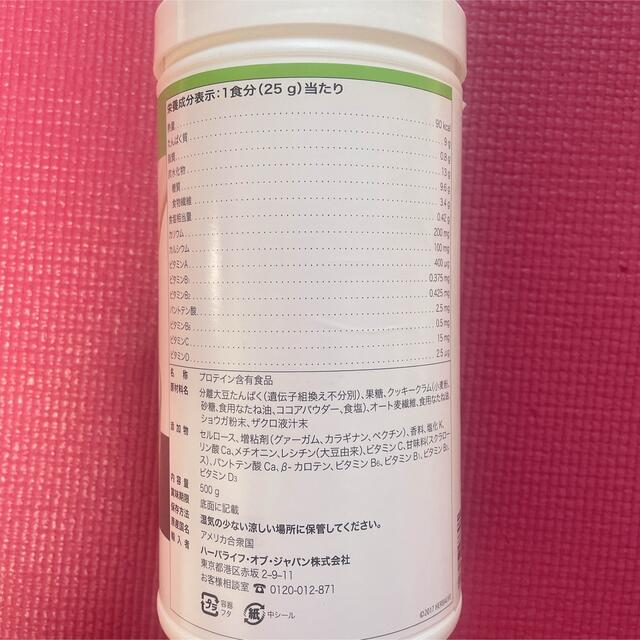 栄養成分表示:1食分(25 g)当たり
熱量 90 kcal
たんぱく質 9 g
脂質 0.8 g
炭水化物 13 g
糖質 9.6 g
食物繊維 3.4 g
食塩相当量 0.42 g
カリウム 200 mg
カルシウム 100 mg
ビタミンA 400 μg
ビタミンB₁ 0.375 mg
ビタミンB₂ 0.425 mg
パントテン酸 2.5 mg
ビタミンB₆ 0.5 mg
ビタミンC 15 mg
ビタミンD 2.5 μg
名 称 プロテイン含有食品
原材料名 分離大豆たんぱく(遺伝子組換え不分別)、果糖、クッキークラム(小麦粉、
砂糖、食用なたね油、ココアパウダー、食塩)、オート麦繊維、食用なたね油、
ショウガ粉末、ザクロ液汁末
添 加 物 セルロース、増粘剤(グァーガム、カラギナン、ペクチン)、香料、塩化 K、
リン酸 Ca、メチオニン、レシチン(大豆由来)、ビタミン C、甘味料(スクラロー
ス)、パントテン酸 Ca、β- カロテン、ビタミン B₆、ビタミン B₁、ビタミン B₂、
ビタミン D₃
内 容 量 500 g
賞味期限 底面に記載
保存方法 湿気の少ない涼しい場所に保管してください。
原産国名 アメリカ合衆国
輸 入 者 ハーバライフ・オブ・ジャパン株式会社
東京都港区赤坂 2-9-11
お客様相談室 ☎ 0120-012-871
プラ 容器 フタ 紙 中シール
©2017 HERBALIFE